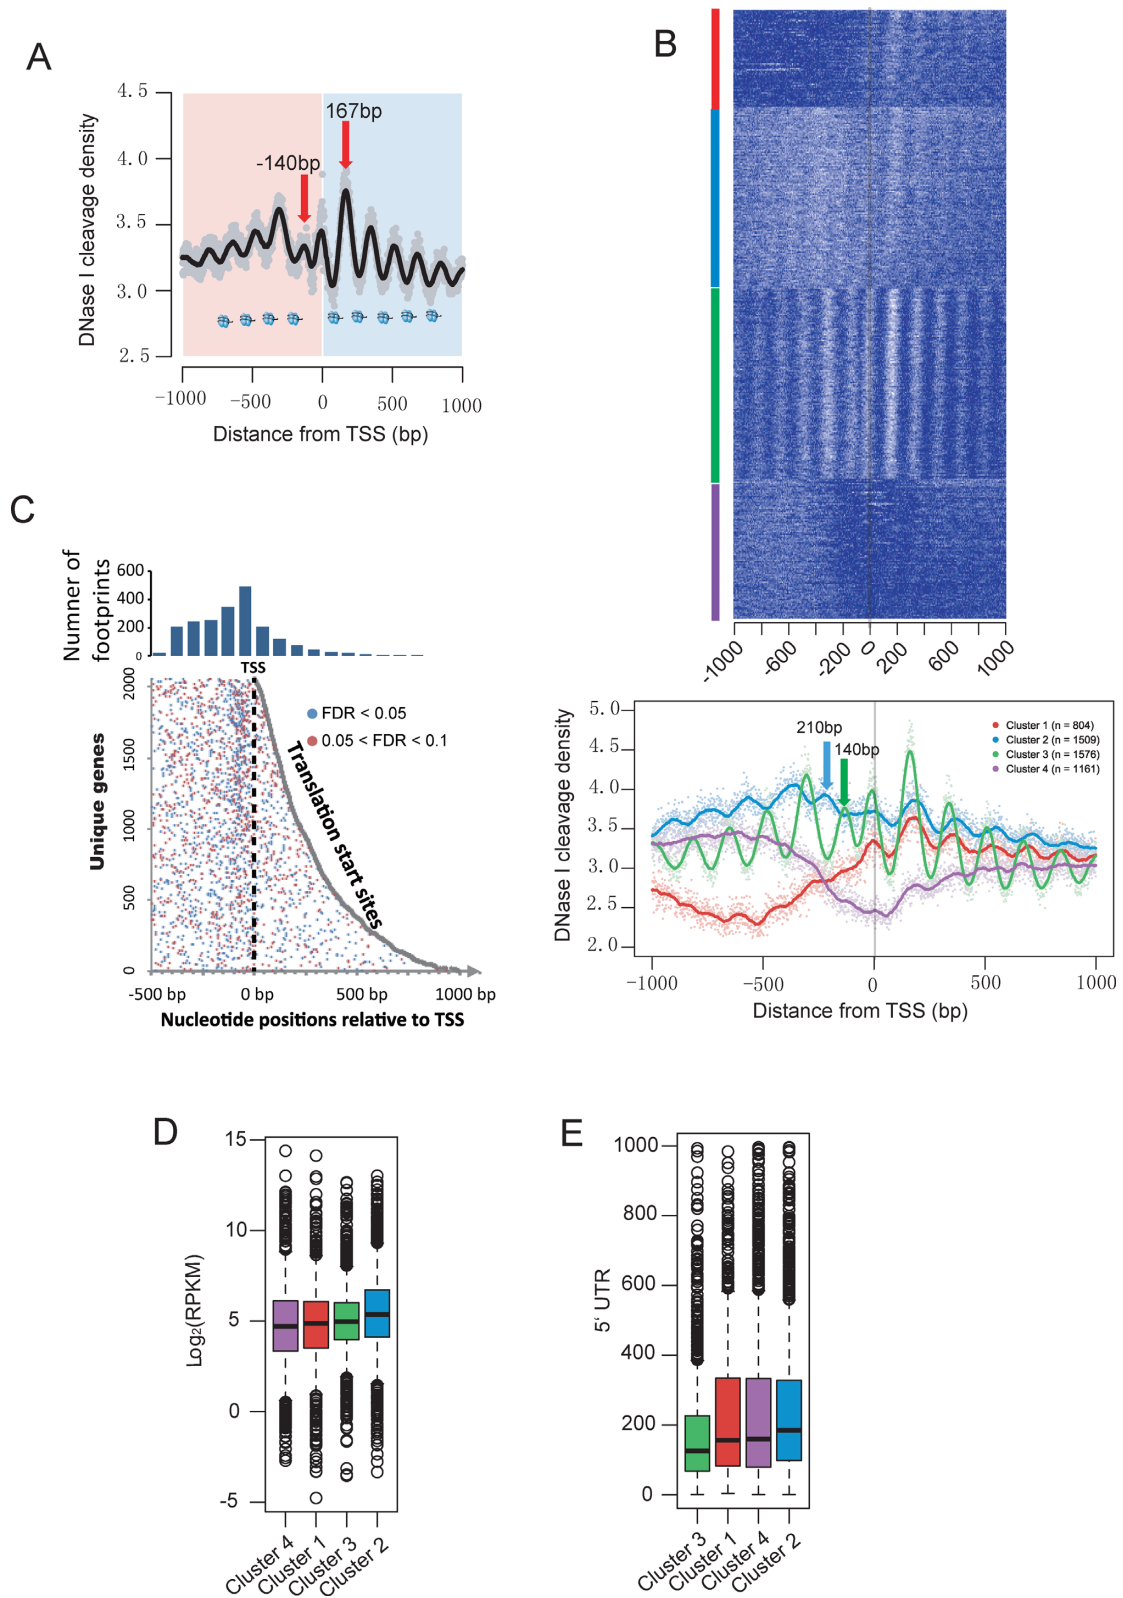 A
4.5
4.0
3.5
3.0
2.5
DNase I cleavage density
167bp
-140bp
-1000
-500
0
500
1000
Distance from TSS (bp)
B
-1000
-600
-200
0
200
600
1000
5.0
4.5
4.0
3.5
3.0
2.5
2.0
DNase I cleavage density
210bp
140bp
Cluster 1 (n = 804)
Cluster 2 (n = 1509)
Cluster 3 (n = 1576)
Cluster 4 (n = 1161)
-1000
-500
0
500
1000
Distance from TSS (bp)
C
Numner of
footprints
600
400
200
0
TSS
FDR < 0.05
0.05 < FDR < 0.1
Translation start sites
Unique genes
2000
1500
1000
500
0
-500 bp
0 bp
500 bp
1000 bp
Nucleotide positions relative to TSS
D
15
10
5
0
-5
Log2(RPKM)
Cluster 4
Cluster 1
Cluster 3
Cluster 2
E
1000
800
600
400
200
0
5' UTR
Cluster 3
Cluster 1
Cluster 4
Cluster 2